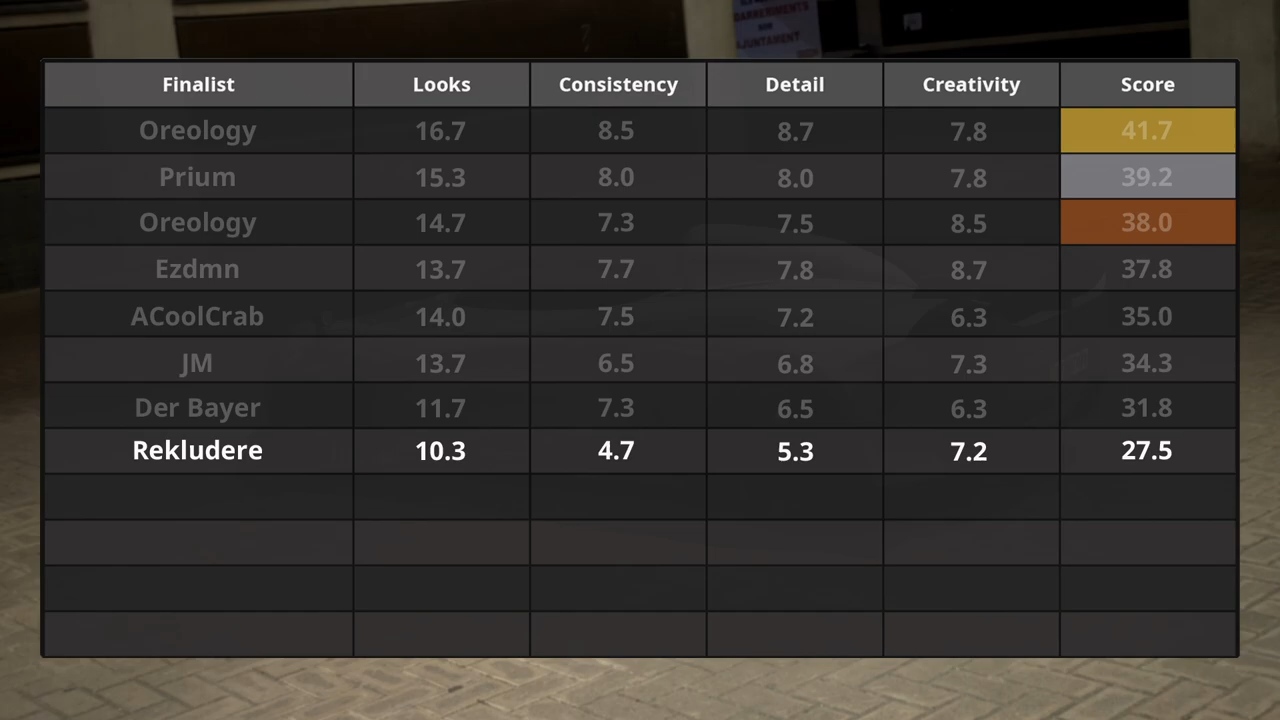 DARKERIMENTS
AJUNTAMENT
Finalist Looks Consistency Detail Creativity Score
Oreology 16.7 8.5 8.7 7.8 41.7
Prium 15.3 8.0 8.0 7.8 39.2
Oreology 14.7 7.3 7.5 8.5 38.0
Ezdmn 13.7 7.7 7.8 8.7 37.8
ACoolCrab 14.0 7.5 7.2 6.3 35.0
JM 13.7 6.5 6.8 7.3 34.3
Der Bayer 11.7 7.3 6.5 6.3 31.8
Rekludere 10.3 4.7 5.3 7.2 27.5